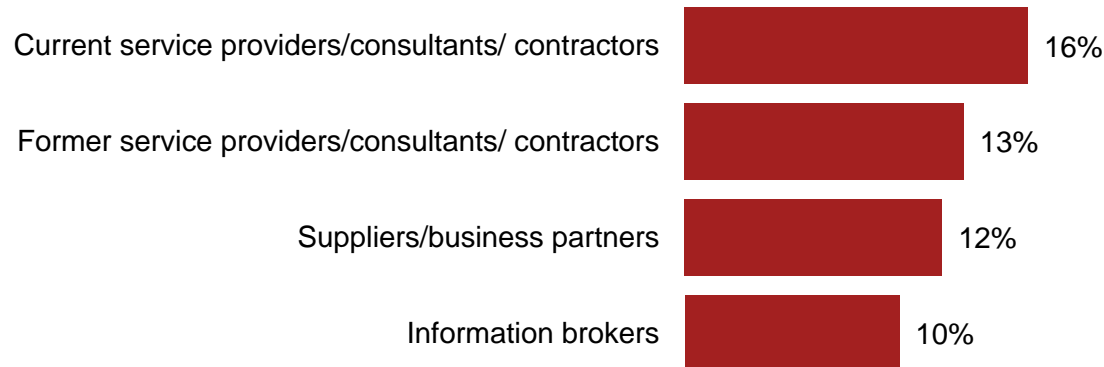 Current service providers/consultants/ contractors 16%
Former service providers/consultants/ contractors 13%
Suppliers/business partners 12%
Information brokers 10%